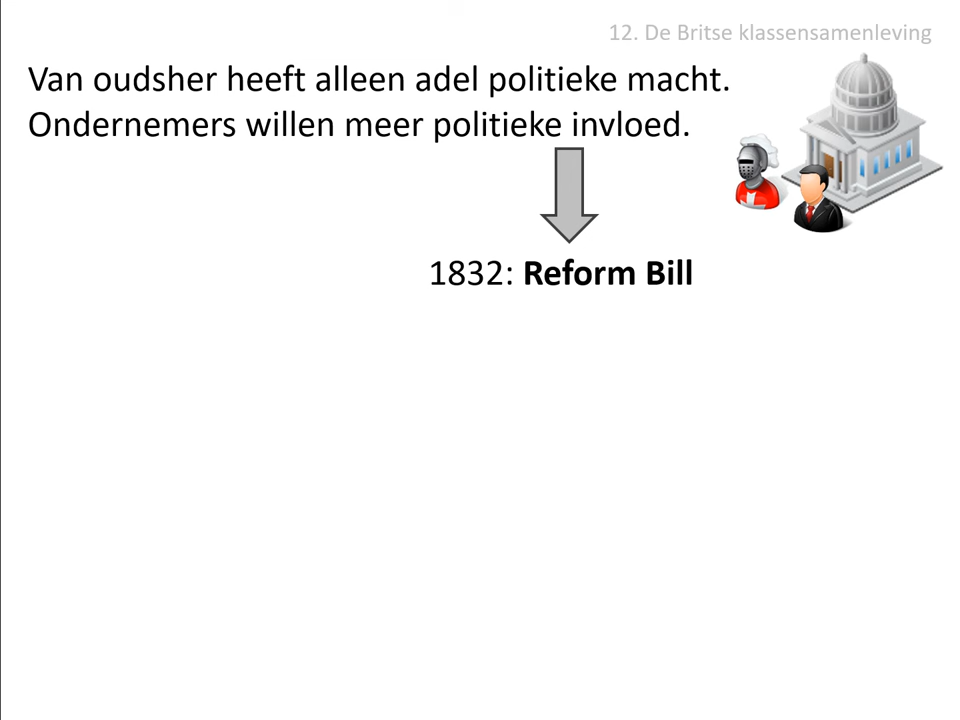 12. De Britse klassensamenleving
Van oudsher heeft alleen adel politieke macht.
Ondernemers willen meer politieke invloed.
1832: Reform Bill